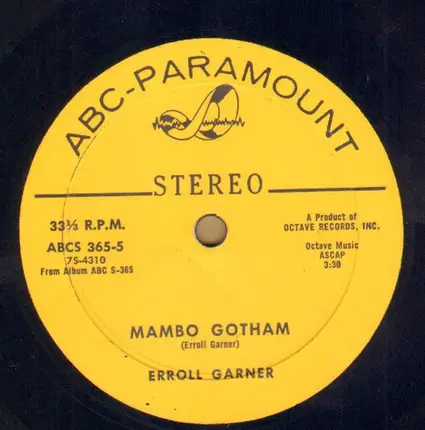 ABC-PARAMOUNT
STEREO
33⅓ R.P.M.
ABCS 365-5
7S-4310
From Album ABC S-365
A Product of
OCTAVE RECORDS, INC.
Octave Music
ASCAP
3:30
MAMBO GOTHAM
(Erroll Garner)
ERROLL GARNER